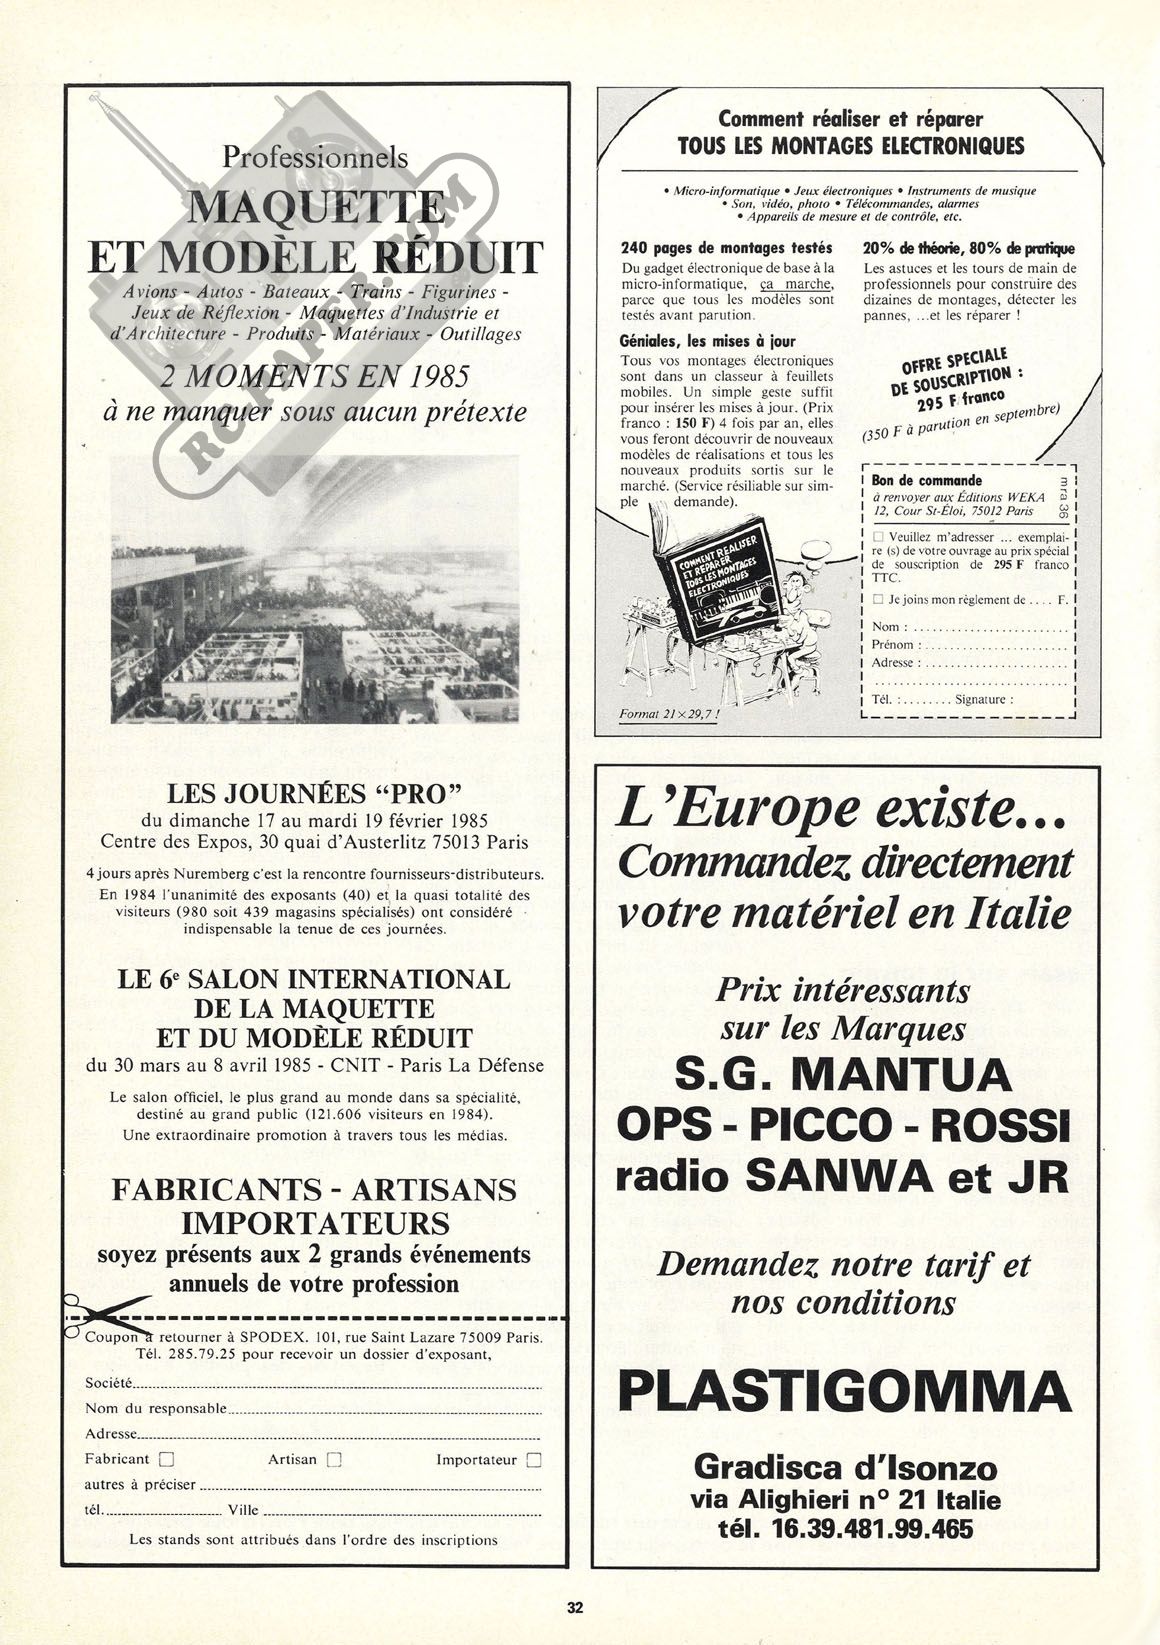 Professionnels
MAQUETTE
ET MODÈLE RÉDUIT
Avions - Autos - Bateaux - Trains - Figurines -
Jeux de Réflexion - Maquettes d'Industrie et
d'Architecture - Produits - Matériaux - Outillages
2 MOMENTS EN 1985
à ne manquer sous aucun prétexte
RC-PAPER.COM
LES JOURNÉES “PRO”
du dimanche 17 au mardi 19 février 1985
Centre des Expos, 30 quai d'Austerlitz 75013 Paris
4 jours après Nuremberg c'est la rencontre fournisseurs-distributeurs.
En 1984 l'unanimité des exposants (40) et la quasi totalité des
visiteurs (980 soit 439 magasins spécialisés) ont considéré
indispensable la tenue de ces journées.
LE 6e SALON INTERNATIONAL
DE LA MAQUETTE
ET DU MODÈLE RÉDUIT
du 30 mars au 8 avril 1985 - CNIT - Paris La Défense
Le salon officiel, le plus grand au monde dans sa spécialité,
destiné au grand public (121.606 visiteurs en 1984).
Une extraordinaire promotion à travers tous les médias.
FABRICANTS - ARTISANS
IMPORTATEURS
soyez présents aux 2 grands événements
annuels de votre profession
Coupon à retourner à SPODEX. 101, rue Saint Lazare 75009 Paris.
Tél. 285.79.25 pour recevoir un dossier d'exposant,
Société
Nom du responsable
Adresse
Fabricant Artisan Importateur
autres à préciser
tél. Ville
Les stands sont attribués dans l'ordre des inscriptions
Comment réaliser et réparer
TOUS LES MONTAGES ELECTRONIQUES
• Micro-informatique • Jeux électroniques • Instruments de musique
• Son, vidéo, photo • Télécommandes, alarmes
• Appareils de mesure et de contrôle, etc.
240 pages de montages testés
Du gadget électronique de base à la
micro-informatique, ça marche,
parce que tous les modèles sont
testés avant parution.
Géniales, les mises à jour
Tous vos montages électroniques
sont dans un classeur à feuillets
mobiles. Un simple geste suffit
pour insérer les mises à jour. (Prix
franco : 150 F) 4 fois par an, elles
vous feront découvrir de nouveaux
modèles de réalisations et tous les
nouveaux produits sortis sur le
marché. (Service résiliable sur sim-
ple demande).
COMMENT REALISER
ET REPARER
TOUS LES MONTAGES
ELECTRONIQUES
Format 21 × 29,7 !
20% de théorie, 80% de pratique
Les astuces et les tours de main de
professionnels pour construire des
dizaines de montages, détecter les
pannes, ...et les réparer !
OFFRE SPECIALE
DE SOUSCRIPTION :
295 F franco
(350 F à parution en septembre)
Bon de commande
à renvoyer aux Éditions WEKA
12, Cour St-Éloi, 75012 Paris
mra 36
Veuillez m'adresser ... exemplai-
re (s) de votre ouvrage au prix spécial
de souscription de 295 F franco
TTC.
Je joins mon règlement de .... F.
Nom :
Prénom :
Adresse :
Tél. : ........ Signature :
L'Europe existe...
Commandez directement
votre matériel en Italie
Prix intéressants
sur les Marques
S.G. MANTUA
OPS - PICCO - ROSSI
radio SANWA et JR
Demandez notre tarif et
nos conditions
PLASTIGOMMA
Gradisca d'Isonzo
via Alighieri n° 21 Italie
tél. 16.39.481.99.465
32